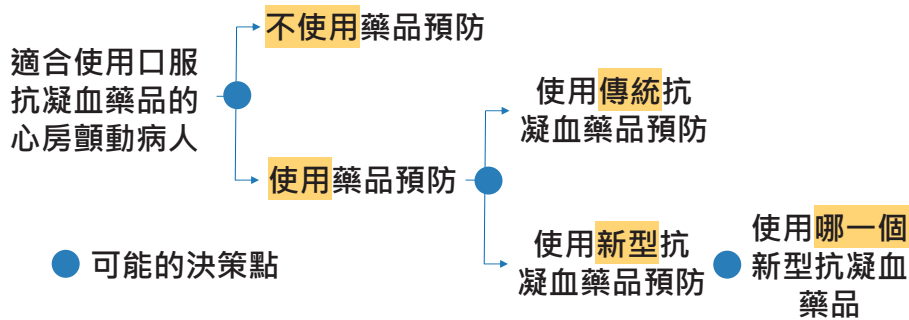 適合使用口服
抗凝血藥品的
心房顫動病人
不使用藥品預防
使用藥品預防
使用傳統抗
凝血藥品預防
使用新型抗
凝血藥品預防
使用哪一個
新型抗凝血
藥品
可能的決策點